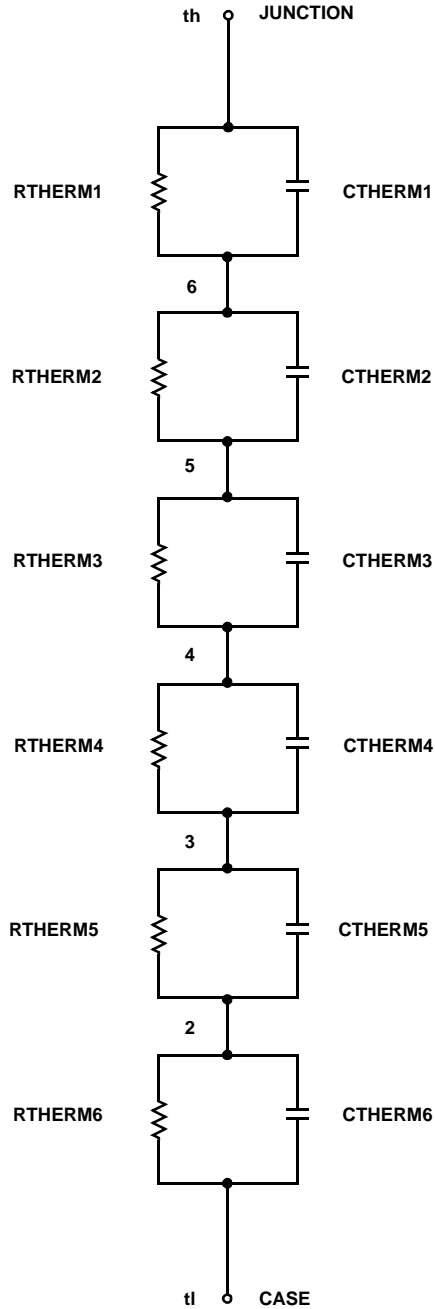 th JUNCTION
RTHERM1 CTHERM1
6
RTHERM2 CTHERM2
5
RTHERM3 CTHERM3
4
RTHERM4 CTHERM4
3
RTHERM5 CTHERM5
2
RTHERM6 CTHERM6
tl CASE